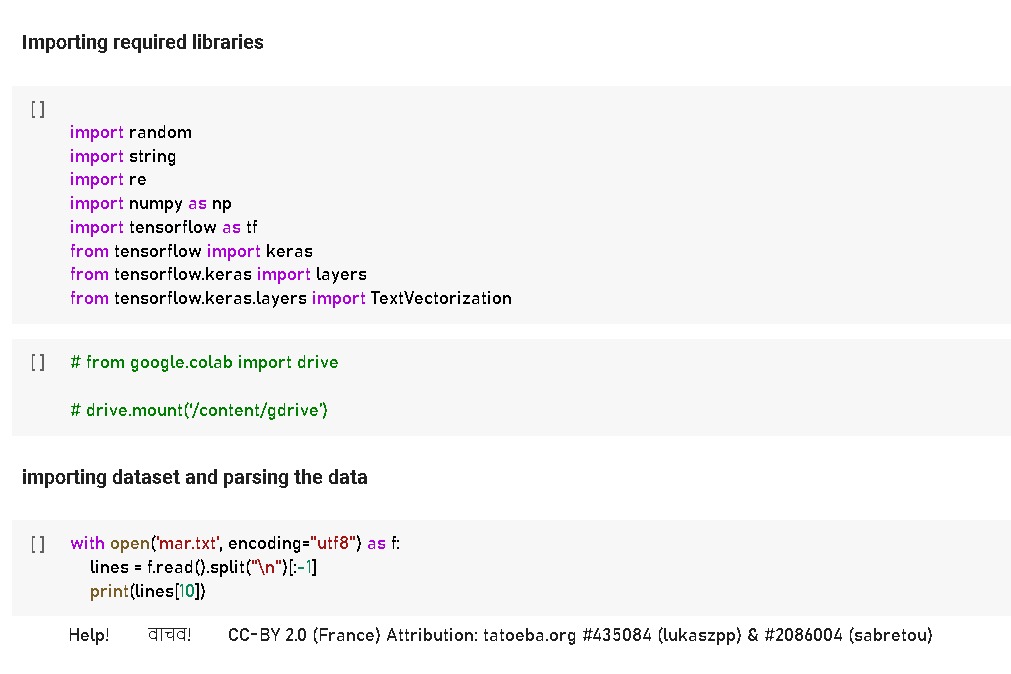 Importing required libraries
[ ]
import random
import string
import re
import numpy as np
import tensorflow as tf
from tensorflow import keras
from tensorflow.keras import layers
from tensorflow.keras.layers import TextVectorization
[ ] # from google.colab import drive
# drive.mount('/content/gdrive')
importing dataset and parsing the data
[ ] with open('mar.txt', encoding="utf8") as f:
lines = f.read().split("\n")[:-1]
print(lines[10])
Help! वाचव! CC-BY 2.0 (France) Attribution: tatoeba.org #435084 (lukaszpp) & #2086004 (sabretou)